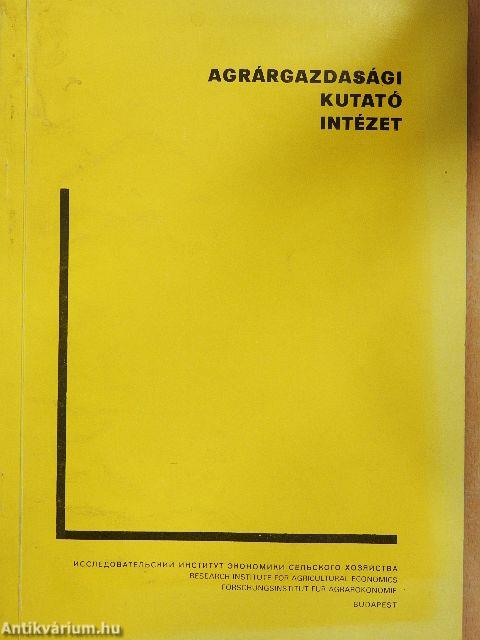 AGRÁRGAZDASÁGI
KUTATÓ
INTÉZET
ИССЛЕДОВАТЕЛЬСКИЙ ИНСТИТУТ ЭКОНОМИКИ СЕЛЬСКОГО ХОЗЯЙСТВА
RESEARCH INSTITUTE FOR AGRICULTURAL ECONOMICS
FORSCHUNGSINSTITUT FÜR AGRARÖKONOMIE
BUDAPEST
Antikvárium.hu